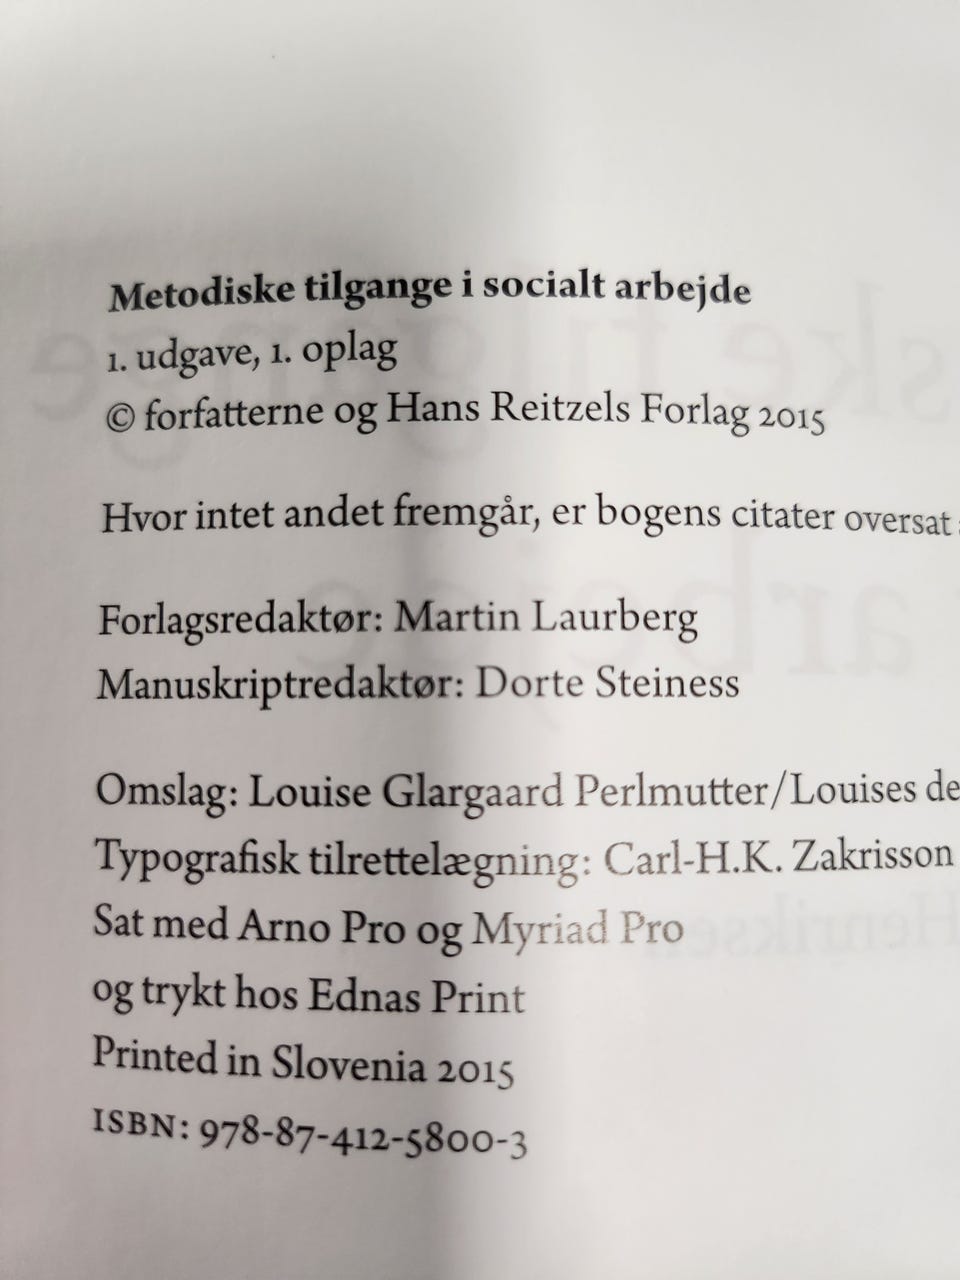 Metodiske tilgange i socialt arbejde
1. udgave, 1. oplag
© forfatterne og Hans Reitzels Forlag 2015
Hvor intet andet fremgår, er bogens citater oversat
Forlagsredaktør: Martin Laurberg
Manuskriptredaktør: Dorte Steiness
Omslag: Louise Glargaard Perlmutter/Louises de
Typografisk tilrettelægning: Carl-H.K. Zakrisson
Sat med Arno Pro og Myriad Pro
og trykt hos Ednas Print
Printed in Slovenia 2015
ISBN: 978-87-412-5800-3